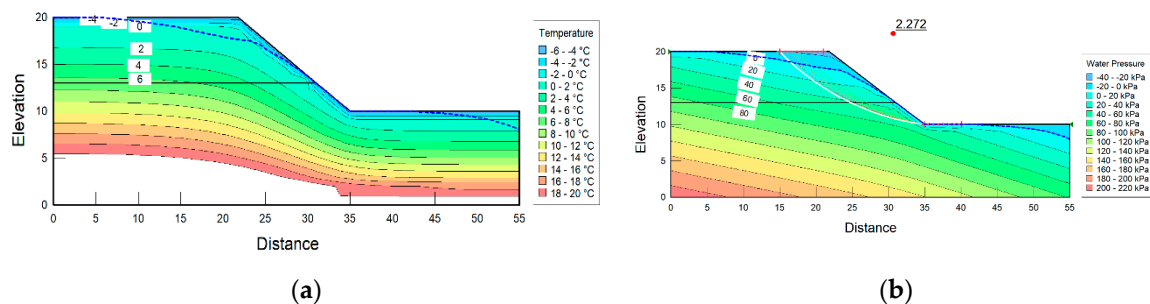 20
15
10
5
0
Elevation
-4
-2
0
2
4
6
0 5 10 15 20 25 30 35 40 45 50 55
Distance
Temperature
-6 - -4 °C
-4 - -2 °C
-2 - 0 °C
0 - 2 °C
2 - 4 °C
4 - 6 °C
6 - 8 °C
8 - 10 °C
10 - 12 °C
12 - 14 °C
14 - 16 °C
16 - 18 °C
18 - 20 °C
(a)
2.272
20
15
10
5
0
Elevation
0
20
40
60
80
0 5 10 15 20 25 30 35 40 45 50 55
Distance
Water Pressure
-40 - -20 kPa
-20 - 0 kPa
0 - 20 kPa
20 - 40 kPa
40 - 60 kPa
60 - 80 kPa
80 - 100 kPa
100 - 120 kPa
120 - 140 kPa
140 - 160 kPa
160 - 180 kPa
180 - 200 kPa
200 - 220 kPa
(b)